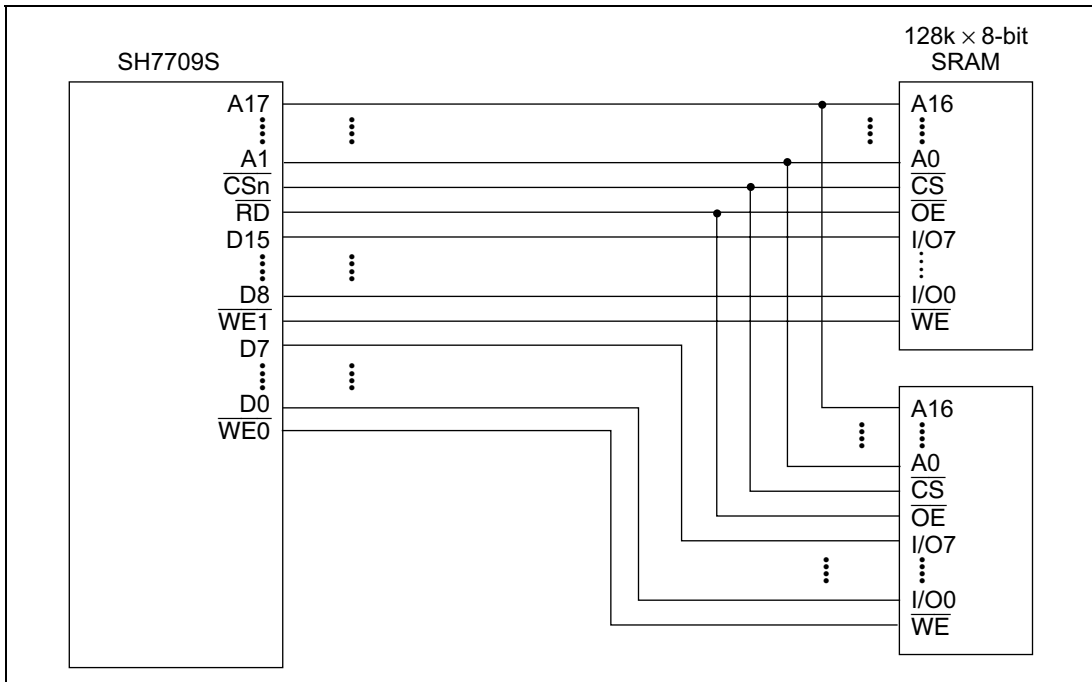 SH7709S
A17
A1
CSn
RD
D15
D8
WE1
D7
D0
WE0
128k × 8-bit
SRAM
A16
A0
CS
OE
I/O7
I/O0
WE
A16
A0
CS
OE
I/O7
I/O0
WE